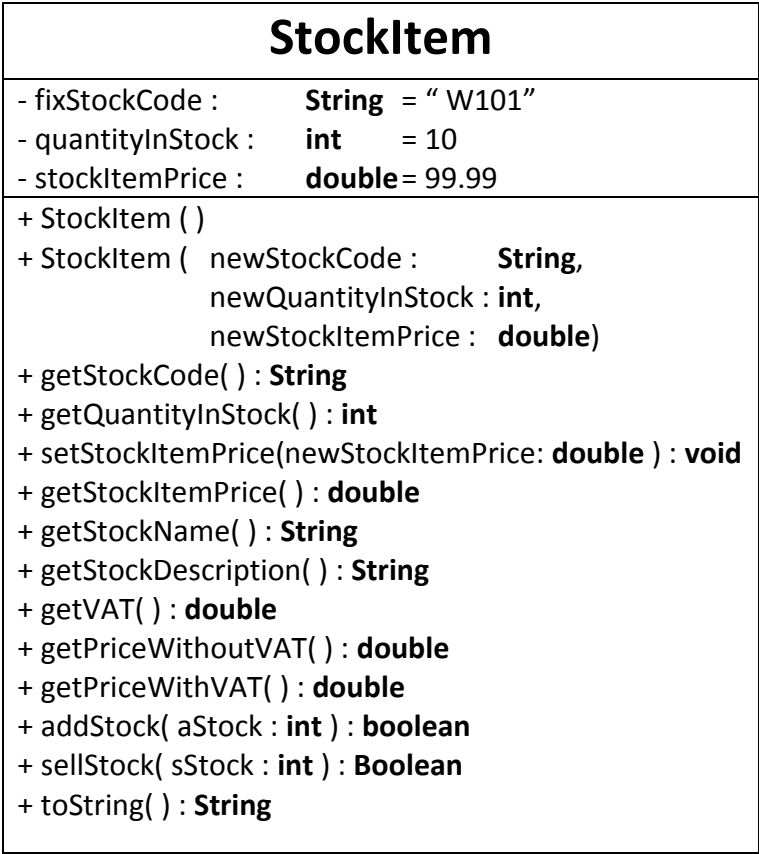 StockItem
- fixStockCode : String = “ W101”
- quantityInStock : int = 10
- stockItemPrice : double= 99.99
+ StockItem ( )
+ StockItem ( newStockCode : String,
newQuantityInStock : int,
newStockItemPrice : double)
+ getStockCode( ) : String
+ getQuantityInStock( ) : int
+ setStockItemPrice(newStockItemPrice: double ) : void
+ getStockItemPrice( ) : double
+ getStockName( ) : String
+ getStockDescription( ) : String
+ getVAT( ) : double
+ getPriceWithoutVAT( ) : double
+ getPriceWithVAT( ) : double
+ addStock( aStock : int ) : boolean
+ sellStock( sStock : int ) : Boolean
+ toString( ) : String